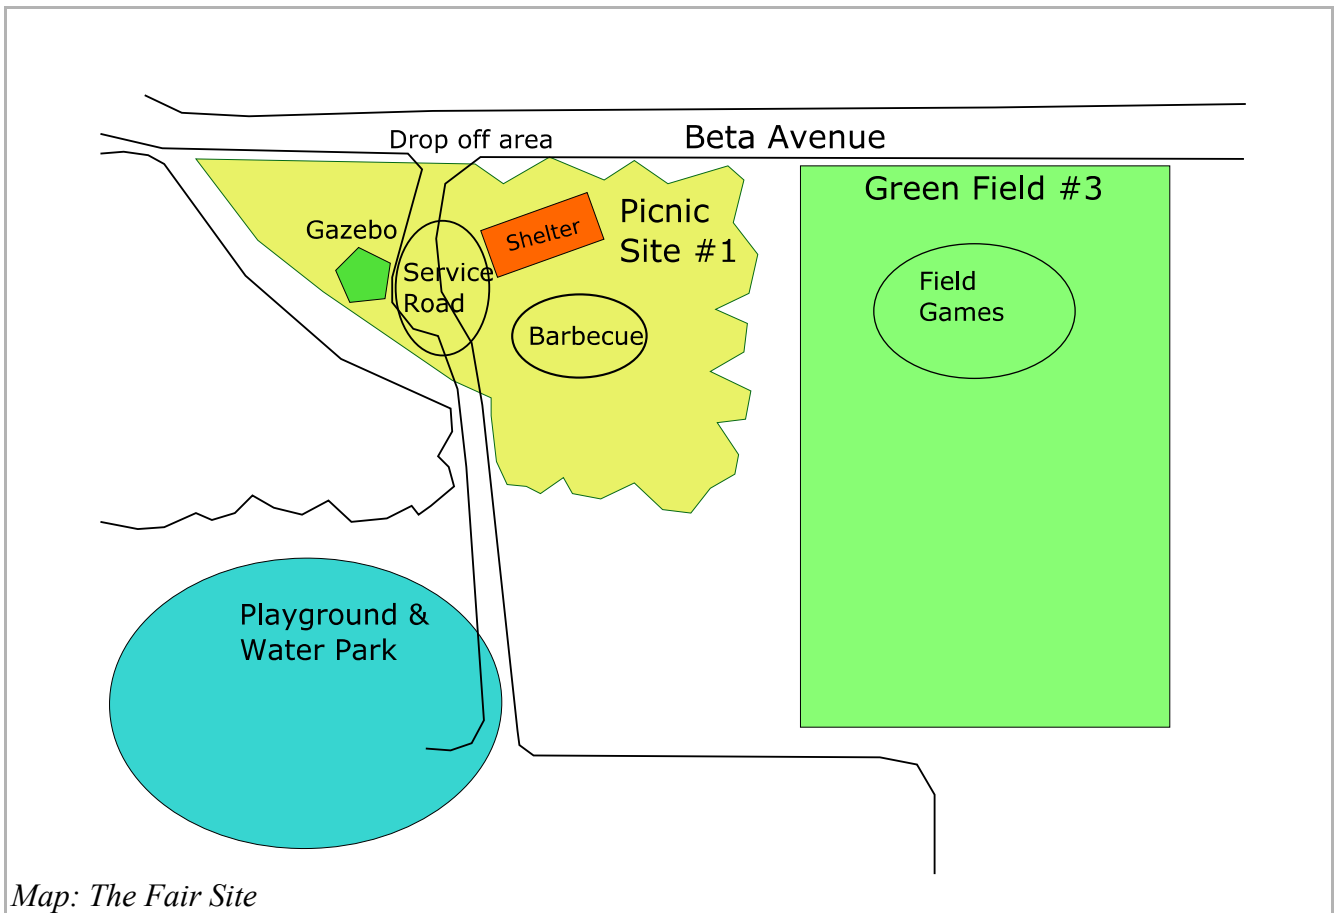 Drop off area
Beta Avenue
Green Field #3
Gazebo
Shelter
Picnic
Site #1
Service
Road
Barbecue
Field
Games
Playground &
Water Park
Map: The Fair Site